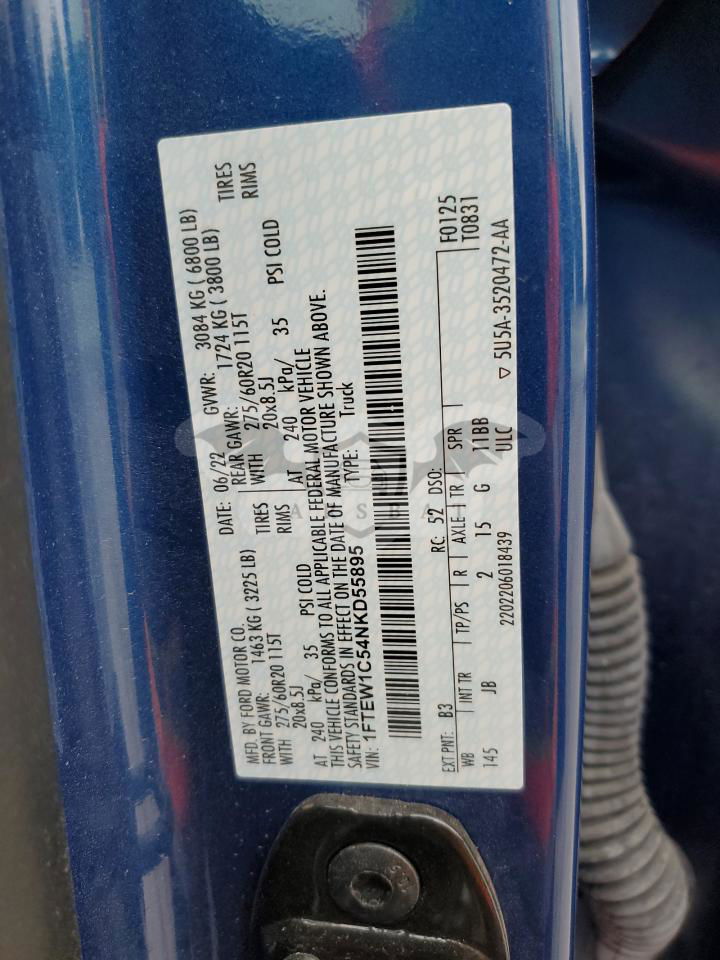 MFD. BY FORD MOTOR CO. DATE: 06/22 GVWR: 3084 KG ( 6800 LB)
FRONT GAWR: 1463 KG ( 3225 LB) REAR GAWR: 1724 KG ( 3800 LB)
WITH 275/60R20 115T TIRES WITH 275/60R20 115T TIRES
20x8.5J RIMS 20x8.5J RIMS
AT 240 kPa/ 35 PSI COLD AT 240 kPa/ 35 PSI COLD
THIS VEHICLE CONFORMS TO ALL APPLICABLE FEDERAL MOTOR VEHICLE
SAFETY STANDARDS IN EFFECT ON THE DATE OF MANUFACTURE SHOWN ABOVE.
VIN: 1FTEW1C54NKD55895 TYPE: Truck
EXT PNT: B3 RC: 52 DSO: F0125
WB INT TR TP/PS R AXLE TR SPR T0831
145 JB 2 15 G 11BB
2202206018439 ULC ▽ 5U5A-3520472-AA